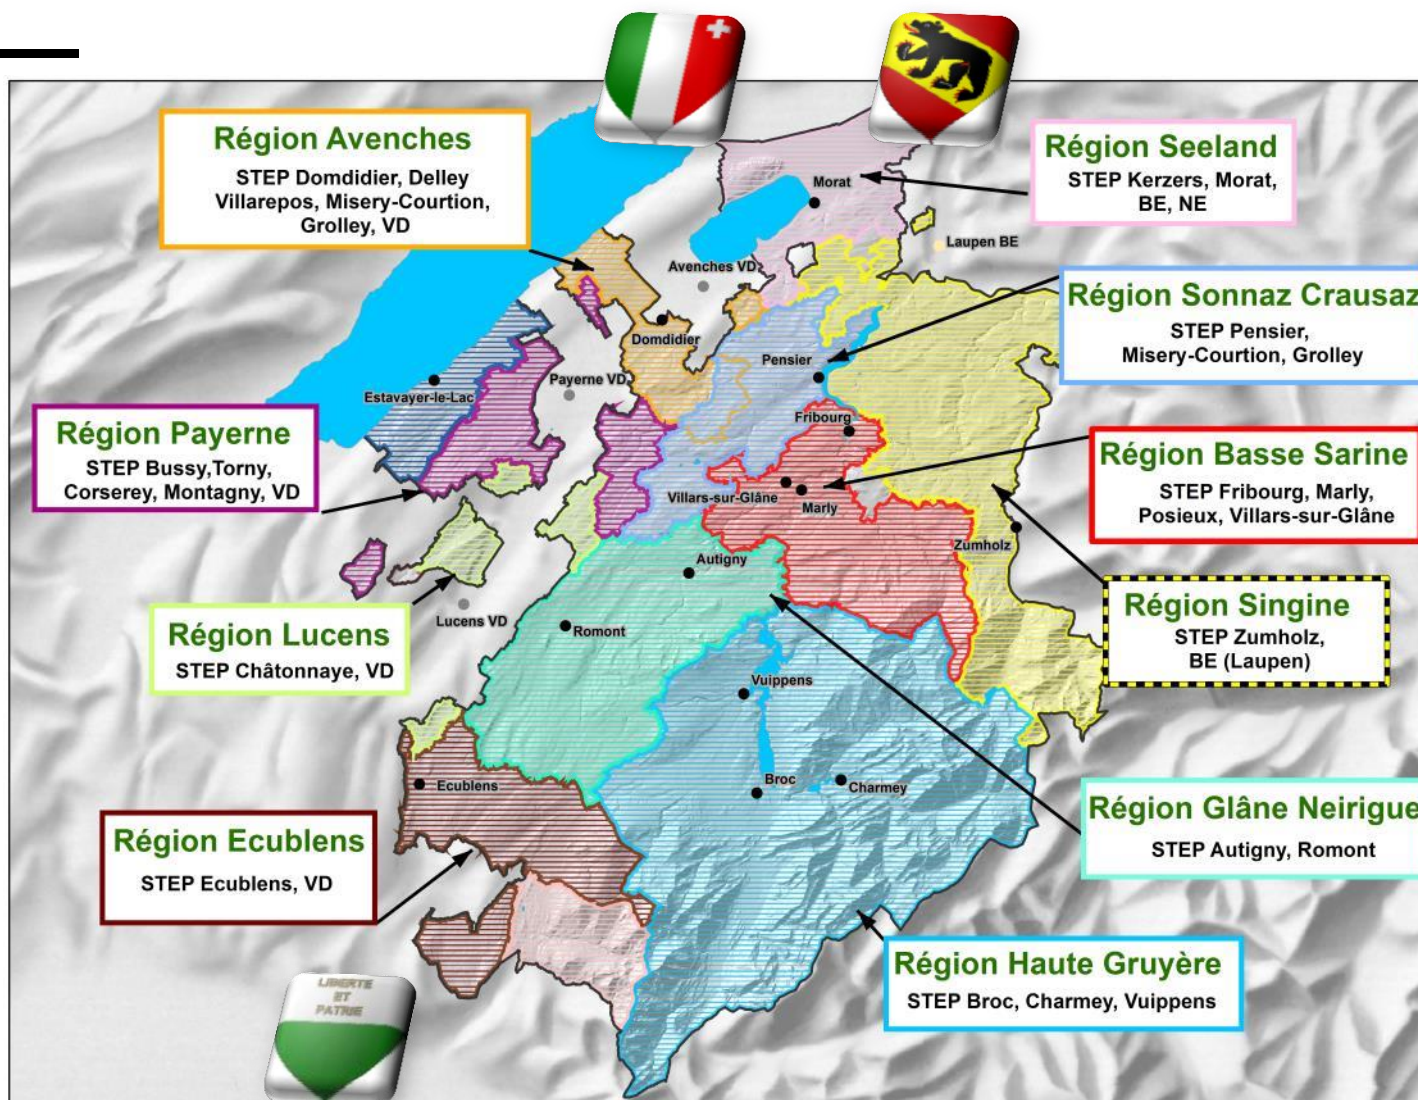 Région Avenches
STEP Domdidier, Delley
Villarepos, Misery-Courtion,
Grolley, VD
Région Seeland
STEP Kerzers, Morat,
BE, NE
Morat
Laupen BE
Avenches VD
Région Sonnaz Crausaz
STEP Pensier,
Misery-Courtion, Grolley
Domdidier
Pensier
Payerne VD
Estavayer-le-Lac
Fribourg
Région Payerne
STEP Bussy,Torny,
Corserey, Montagny, VD
Région Basse Sarine
STEP Fribourg, Marly,
Posieux, Villars-sur-Glâne
Villars-sur-Glâne
Marly
Zumholz
Autigny
Région Singine
STEP Zumholz,
BE (Laupen)
Lucens VD
Romont
Région Lucens
STEP Châtonnaye, VD
Vuippens
Ecublens
Broc
Charmey
Région Glâne Neirigue
STEP Autigny, Romont
Région Ecublens
STEP Ecublens, VD
Région Haute Gruyère
STEP Broc, Charmey, Vuippens
LIBERTE
ET
PATRIE